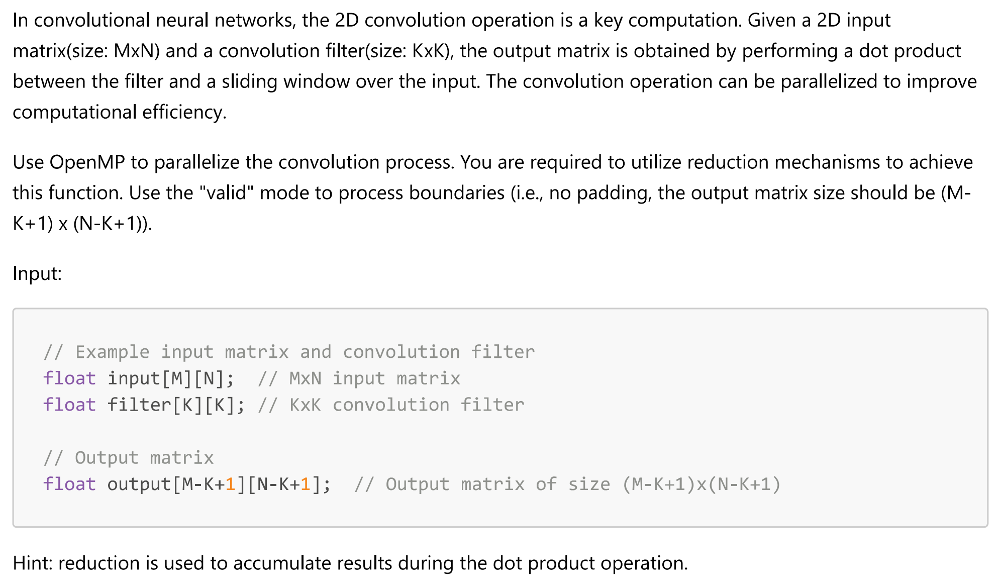 In convolutional neural networks, the 2D convolution operation is a key computation. Given a 2D input
matrix(size: MxN) and a convolution filter(size: KxK), the output matrix is obtained by performing a dot product
between the filter and a sliding window over the input. The convolution operation can be parallelized to improve
computational efficiency.
Use OpenMP to parallelize the convolution process. You are required to utilize reduction mechanisms to achieve
this function. Use the "valid" mode to process boundaries (i.e., no padding, the output matrix size should be (M-
K+1) x (N-K+1)).
Input:
// Example input matrix and convolution filter
float input[M][N];  // MxN input matrix
float filter[K][K]; // KxK convolution filter
// Output matrix
float output[M-K+1][N-K+1];  // Output matrix of size (M-K+1)x(N-K+1)
Hint: reduction is used to accumulate results during the dot product operation.